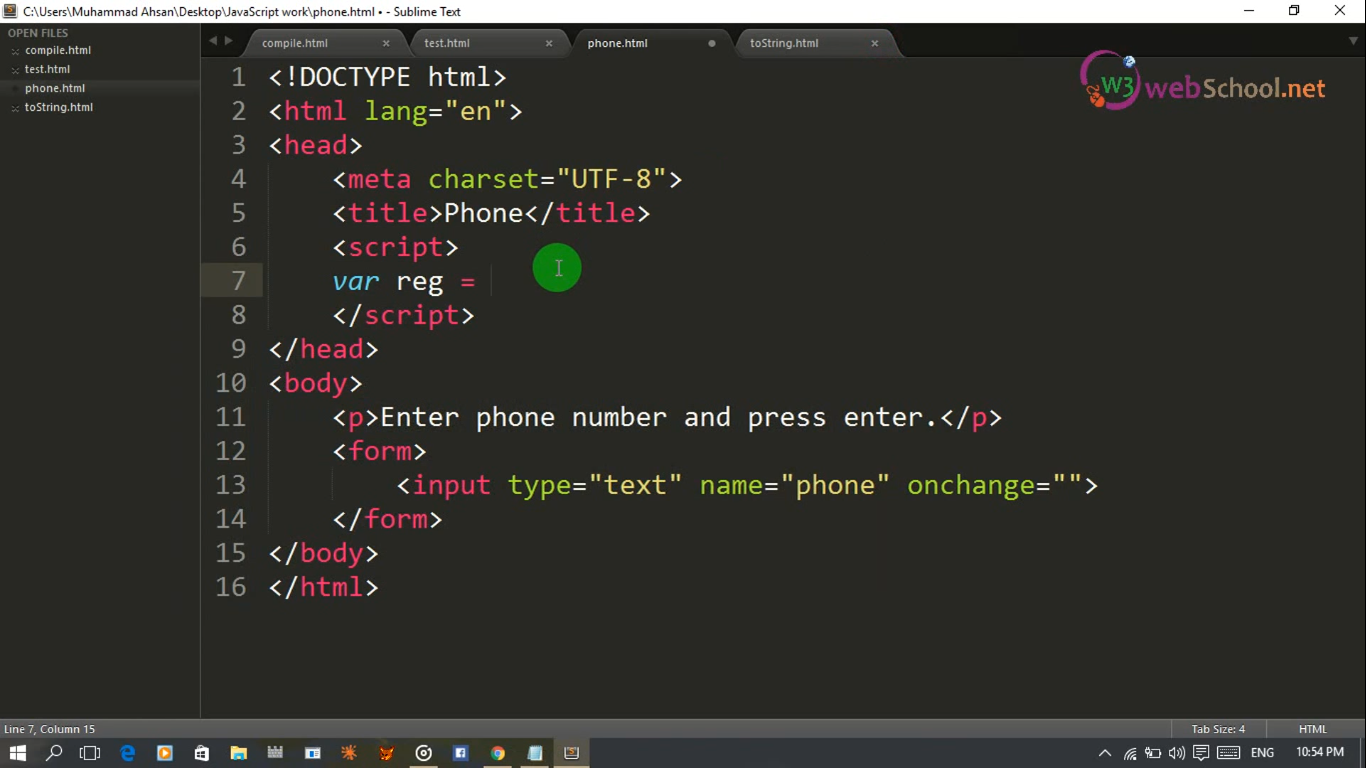 C:\Users\Muhammad Ahsan\Desktop\JavaScript work\phone.html • - Sublime Text
OPEN FILES
compile.html
test.html
phone.html
toString.html
compile.html test.html phone.html toString.html
W3 webSchool.net
1 <!DOCTYPE html>
2 <html lang="en">
3 <head>
4 <meta charset="UTF-8">
5 <title>Phone</title>
6 <script>
7 var reg =
8 </script>
9 </head>
10 <body>
11 <p>Enter phone number and press enter.</p>
12 <form>
13 <input type="text" name="phone" onchange="">
14 </form>
15 </body>
16 </html>
Line 7, Column 15 Tab Size: 4 HTML
ENG 10:54 PM